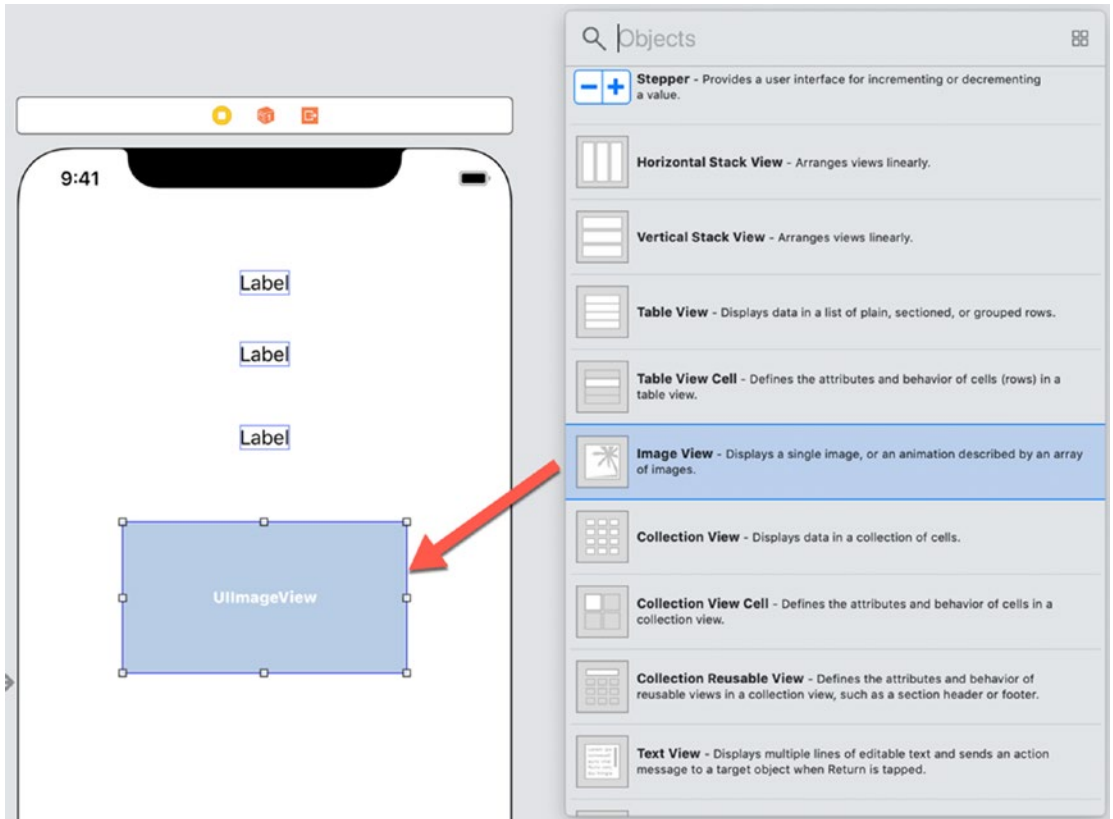 Objects
Stepper - Provides a user interface for incrementing or decrementing
a value.
9:41
Horizontal Stack View - Arranges views linearly.
Vertical Stack View - Arranges views linearly.
Label
Table View - Displays data in a list of plain, sectioned, or grouped rows.
Label
Table View Cell - Defines the attributes and behavior of cells (rows) in a
table view.
Label
Image View - Displays a single image, or an animation described by an array
of images.
Collection View - Displays data in a collection of cells.
UIImageView
Collection View Cell - Defines the attributes and behavior of cells in a
collection view.
Collection Reusable View - Defines the attributes and behavior of
reusable views in a collection view, such as a section header or footer.
Text View - Displays multiple lines of editable text and sends an action
message to a target object when Return is tapped.